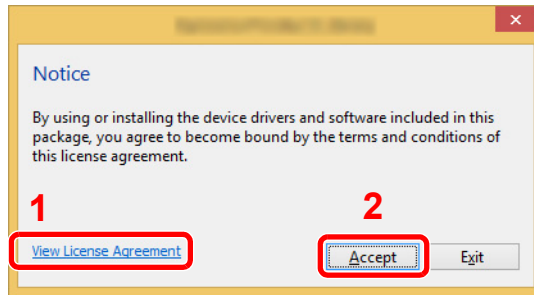 Notice
By using or installing the device drivers and software included in this
package, you agree to become bound by the terms and conditions of
this license agreement.
1
2
View License Agreement
Accept
Exit